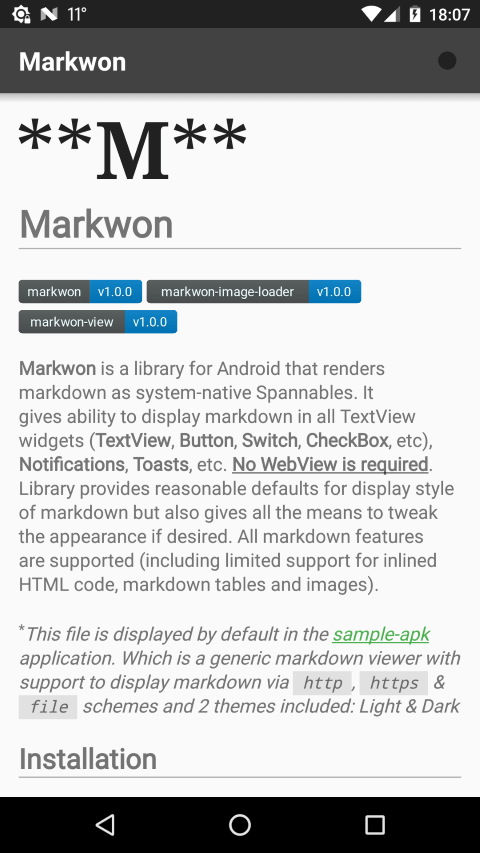 11° 18:07
Markwon
**M**
Markwon
markwon v1.0.0 markwon-image-loader v1.0.0
markwon-view v1.0.0
Markwon is a library for Android that renders
markdown as system-native Spannables. It
gives ability to display markdown in all TextView
widgets (TextView, Button, Switch, CheckBox, etc),
Notifications, Toasts, etc. No WebView is required.
Library provides reasonable defaults for display style
of markdown but also gives all the means to tweak
the appearance if desired. All markdown features
are supported (including limited support for inlined
HTML code, markdown tables and images).
*This file is displayed by default in the sample-apk
application. Which is a generic markdown viewer with
support to display markdown via http , https &
file schemes and 2 themes included: Light & Dark
Installation